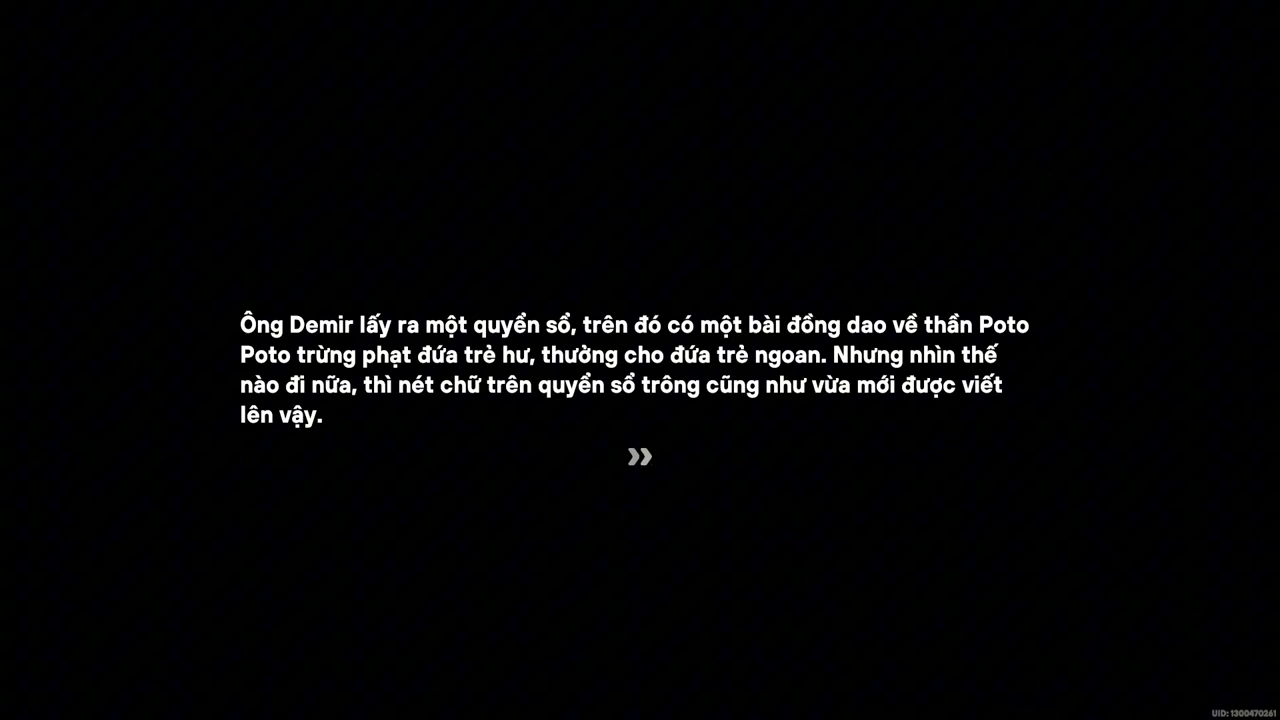 Ông Demir lấy ra một quyển sổ, trên đó có một bài đồng dao về thần Poto
Poto trừng phạt đứa trẻ hư, thưởng cho đứa trẻ ngoan. Nhưng nhìn thế
nào đi nữa, thì nét chữ trên quyển sổ trông cũng như vừa mới được viết
lên vậy.
UID: 1300470261